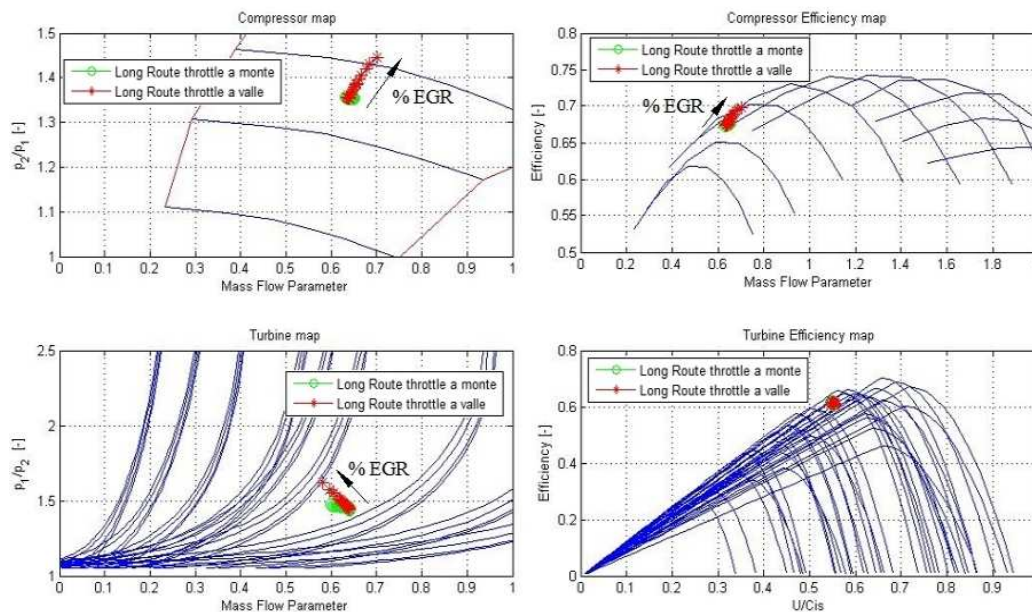 Compressor map
1.5
1.4
1.3
1.2
1.1
1
p2/p1 [-]
Long Route throttle a monte
Long Route throttle a valle
% EGR
0 0.1 0.2 0.3 0.4 0.5 0.6 0.7 0.8 0.9 1
Mass Flow Parameter
Compressor Efficiency map
0.8
0.75
0.7
0.65
0.6
0.55
0.5
Efficiency [-]
Long Route throttle a monte
Long Route throttle a valle
% EGR
0 0.2 0.4 0.6 0.8 1 1.2 1.4 1.6 1.8
Mass Flow Parameter
Turbine map
2.5
2
1.5
1
p1/p2 [-]
Long Route throttle a monte
Long Route throttle a valle
% EGR
0 0.1 0.2 0.3 0.4 0.5 0.6 0.7 0.8 0.9 1
Mass Flow Parameter
Turbine Efficiency map
0.8
0.6
0.4
0.2
0
Efficiency [-]
Long Route throttle a monte
Long Route throttle a valle
0 0.1 0.2 0.3 0.4 0.5 0.6 0.7 0.8 0.9 1
U/Cis